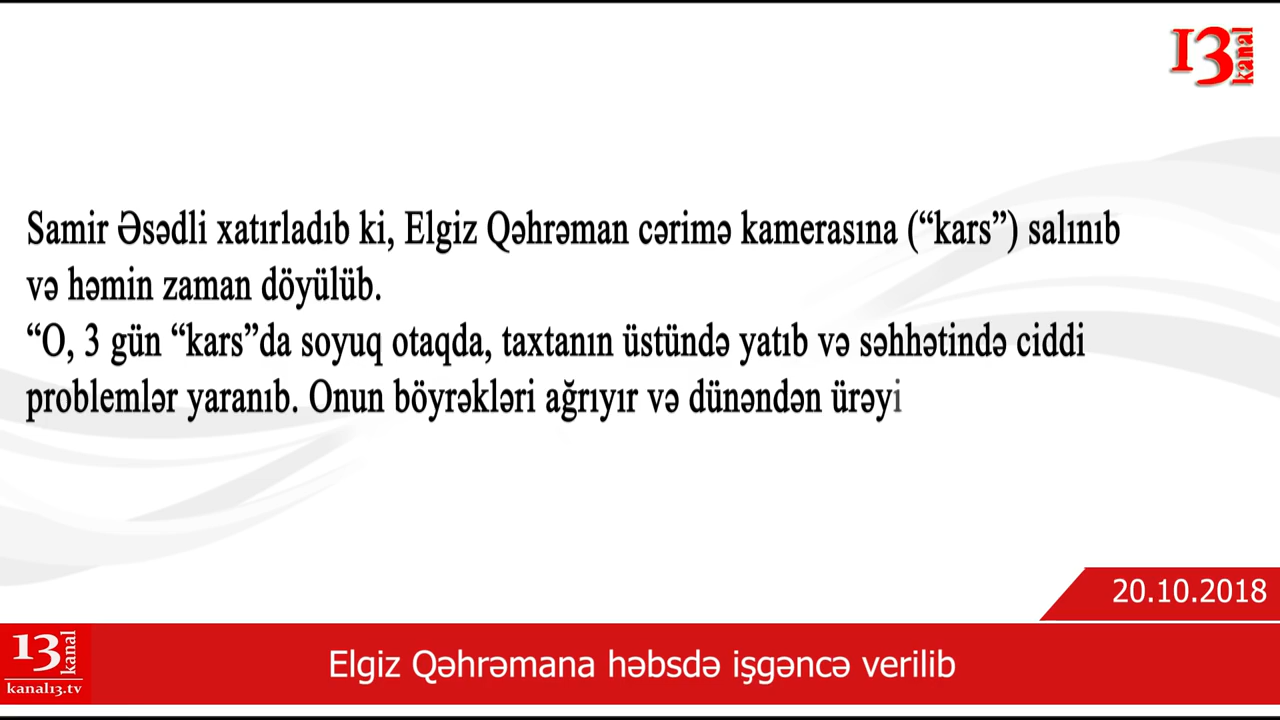 13 kanal
Samir Əsədli xatırladıb ki, Elgiz Qəhrəman cərimə kamerasına (“kars”) salınıb
və həmin zaman döyülüb.
“O, 3 gün “kars”da soyuq otaqda, taxtanın üstündə yatıb və səhhətində ciddi
problemlər yaranıb. Onun böyrəkləri ağrıyır və dünəndən ürəyi
20.10.2018
13 kanal
kanal13.tv
Elgiz Qəhrəmana həbsdə işgəncə verilib